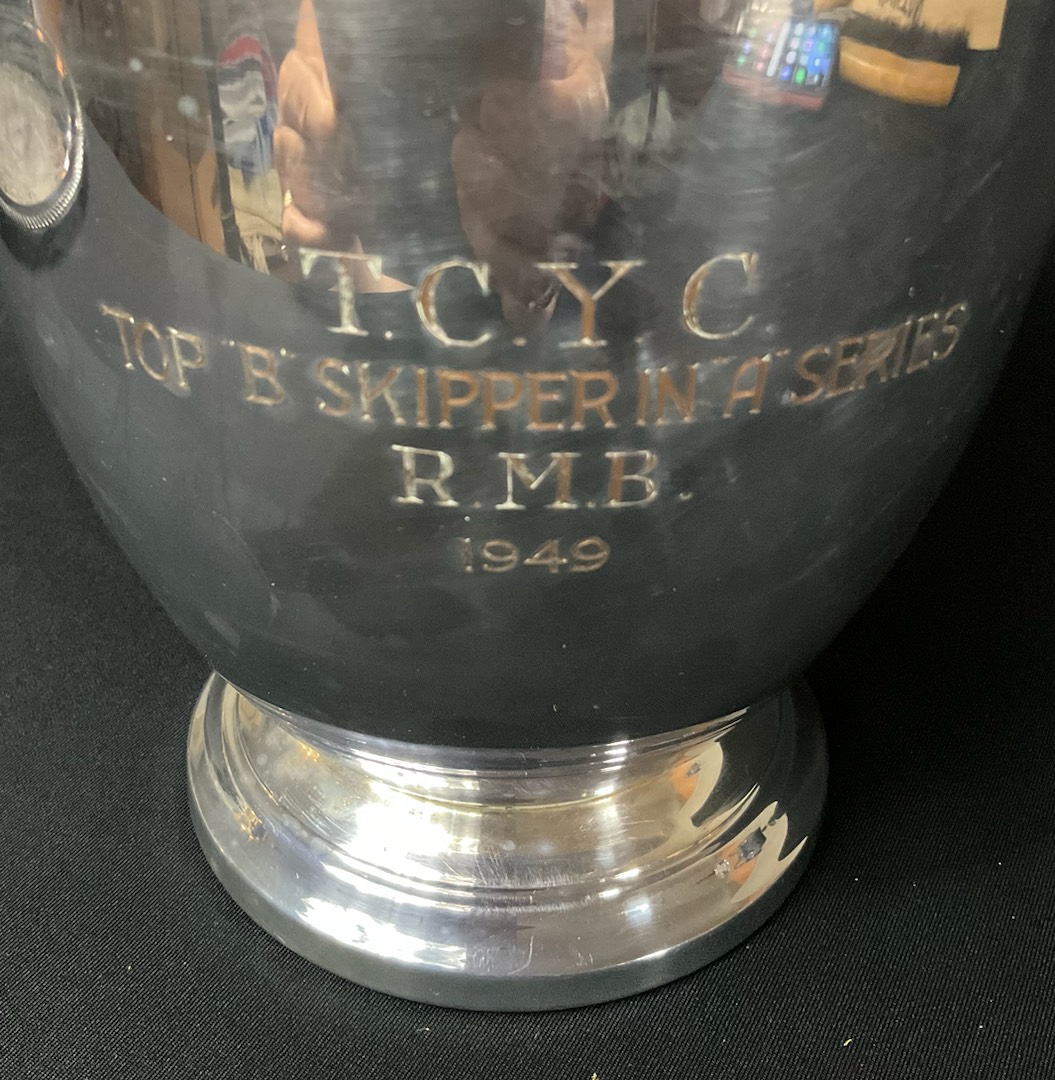 T.C.Y.C.
TOP "B" SKIPPER IN "A" SERIES
R.M.B.
1949